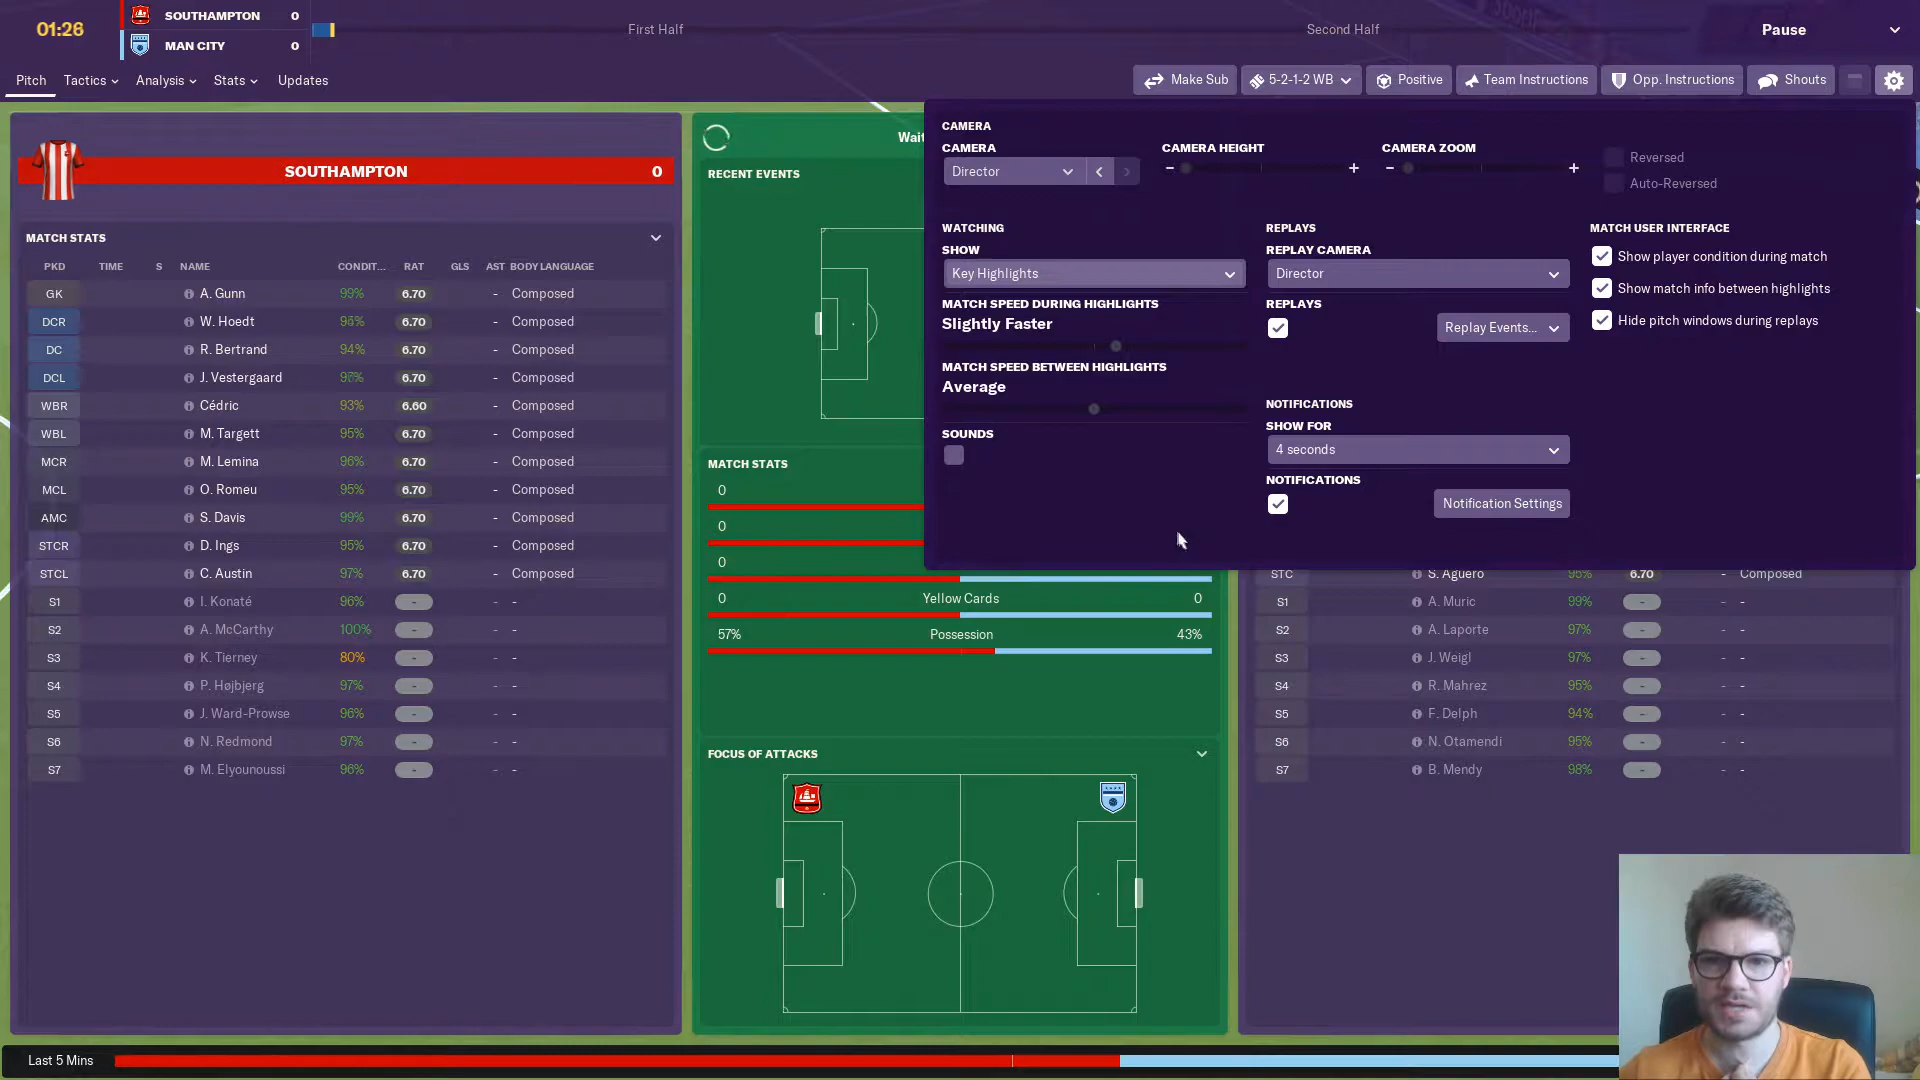 01:26
SOUTHAMPTON 0
MAN CITY 0
First Half
Second Half
Pause
Pitch Tactics Analysis Stats Updates
Make Sub 5-2-1-2 WB Positive Team Instructions Opp. Instructions Shouts
SOUTHAMPTON 0
MATCH STATS
PKD TIME S NAME CONDIT... RAT GLS AST BODY LANGUAGE
GK A. Gunn 99% 6.70 - Composed
DCR W. Hoedt 6.70 - Composed
DC R. Bertrand 94% 6.70 - Composed
DCL J. Vestergaard 6.70 - Composed
WBR Cédric 93% 6.60 - Composed
WBL M. Targett 95% 6.70 - Composed
MCR M. Lemina 96% 6.70 - Composed
MCL O. Romeu 95% 6.70 - Composed
AMC S. Davis 99% 6.70 - Composed
STCR D. Ings 95% 6.70 - Composed
STCL C. Austin 97% 6.70 - Composed
S1 I. Konaté 96% - - -
S2 A. McCarthy 100% - - -
S3 K. Tierney 80% - - -
S4 P. Højbjerg 97% - - -
S5 J. Ward-Prowse 96% - - -
S6 N. Redmond 97% - - -
S7 M. Elyounoussi 96% - - -
Wait
RECENT EVENTS
MATCH STATS
0
0
0
0 Yellow Cards 0
57% Possession 43%
FOCUS OF ATTACKS
CAMERA
CAMERA
Director
CAMERA HEIGHT
- +
CAMERA ZOOM
- +
Reversed
Auto-Reversed
WATCHING
SHOW
Key Highlights
MATCH SPEED DURING HIGHLIGHTS
Slightly Faster
MATCH SPEED BETWEEN HIGHLIGHTS
Average
SOUNDS
REPLAYS
REPLAY CAMERA
Director
REPLAYS
Replay Events...
NOTIFICATIONS
SHOW FOR
4 seconds
NOTIFICATIONS
Notification Settings
MATCH USER INTERFACE
Show player condition during match
Show match info between highlights
Hide pitch windows during replays
STC S. Agüero 95% 6.70 - Composed
S1 A. Muric 99% - - -
S2 A. Laporte 97% - - -
S3 J. Weigl 97% - - -
S4 R. Mahrez 95% - - -
S5 F. Delph 94% - - -
S6 N. Otamendi 95% - - -
S7 B. Mendy 98% - - -
Last 5 Mins